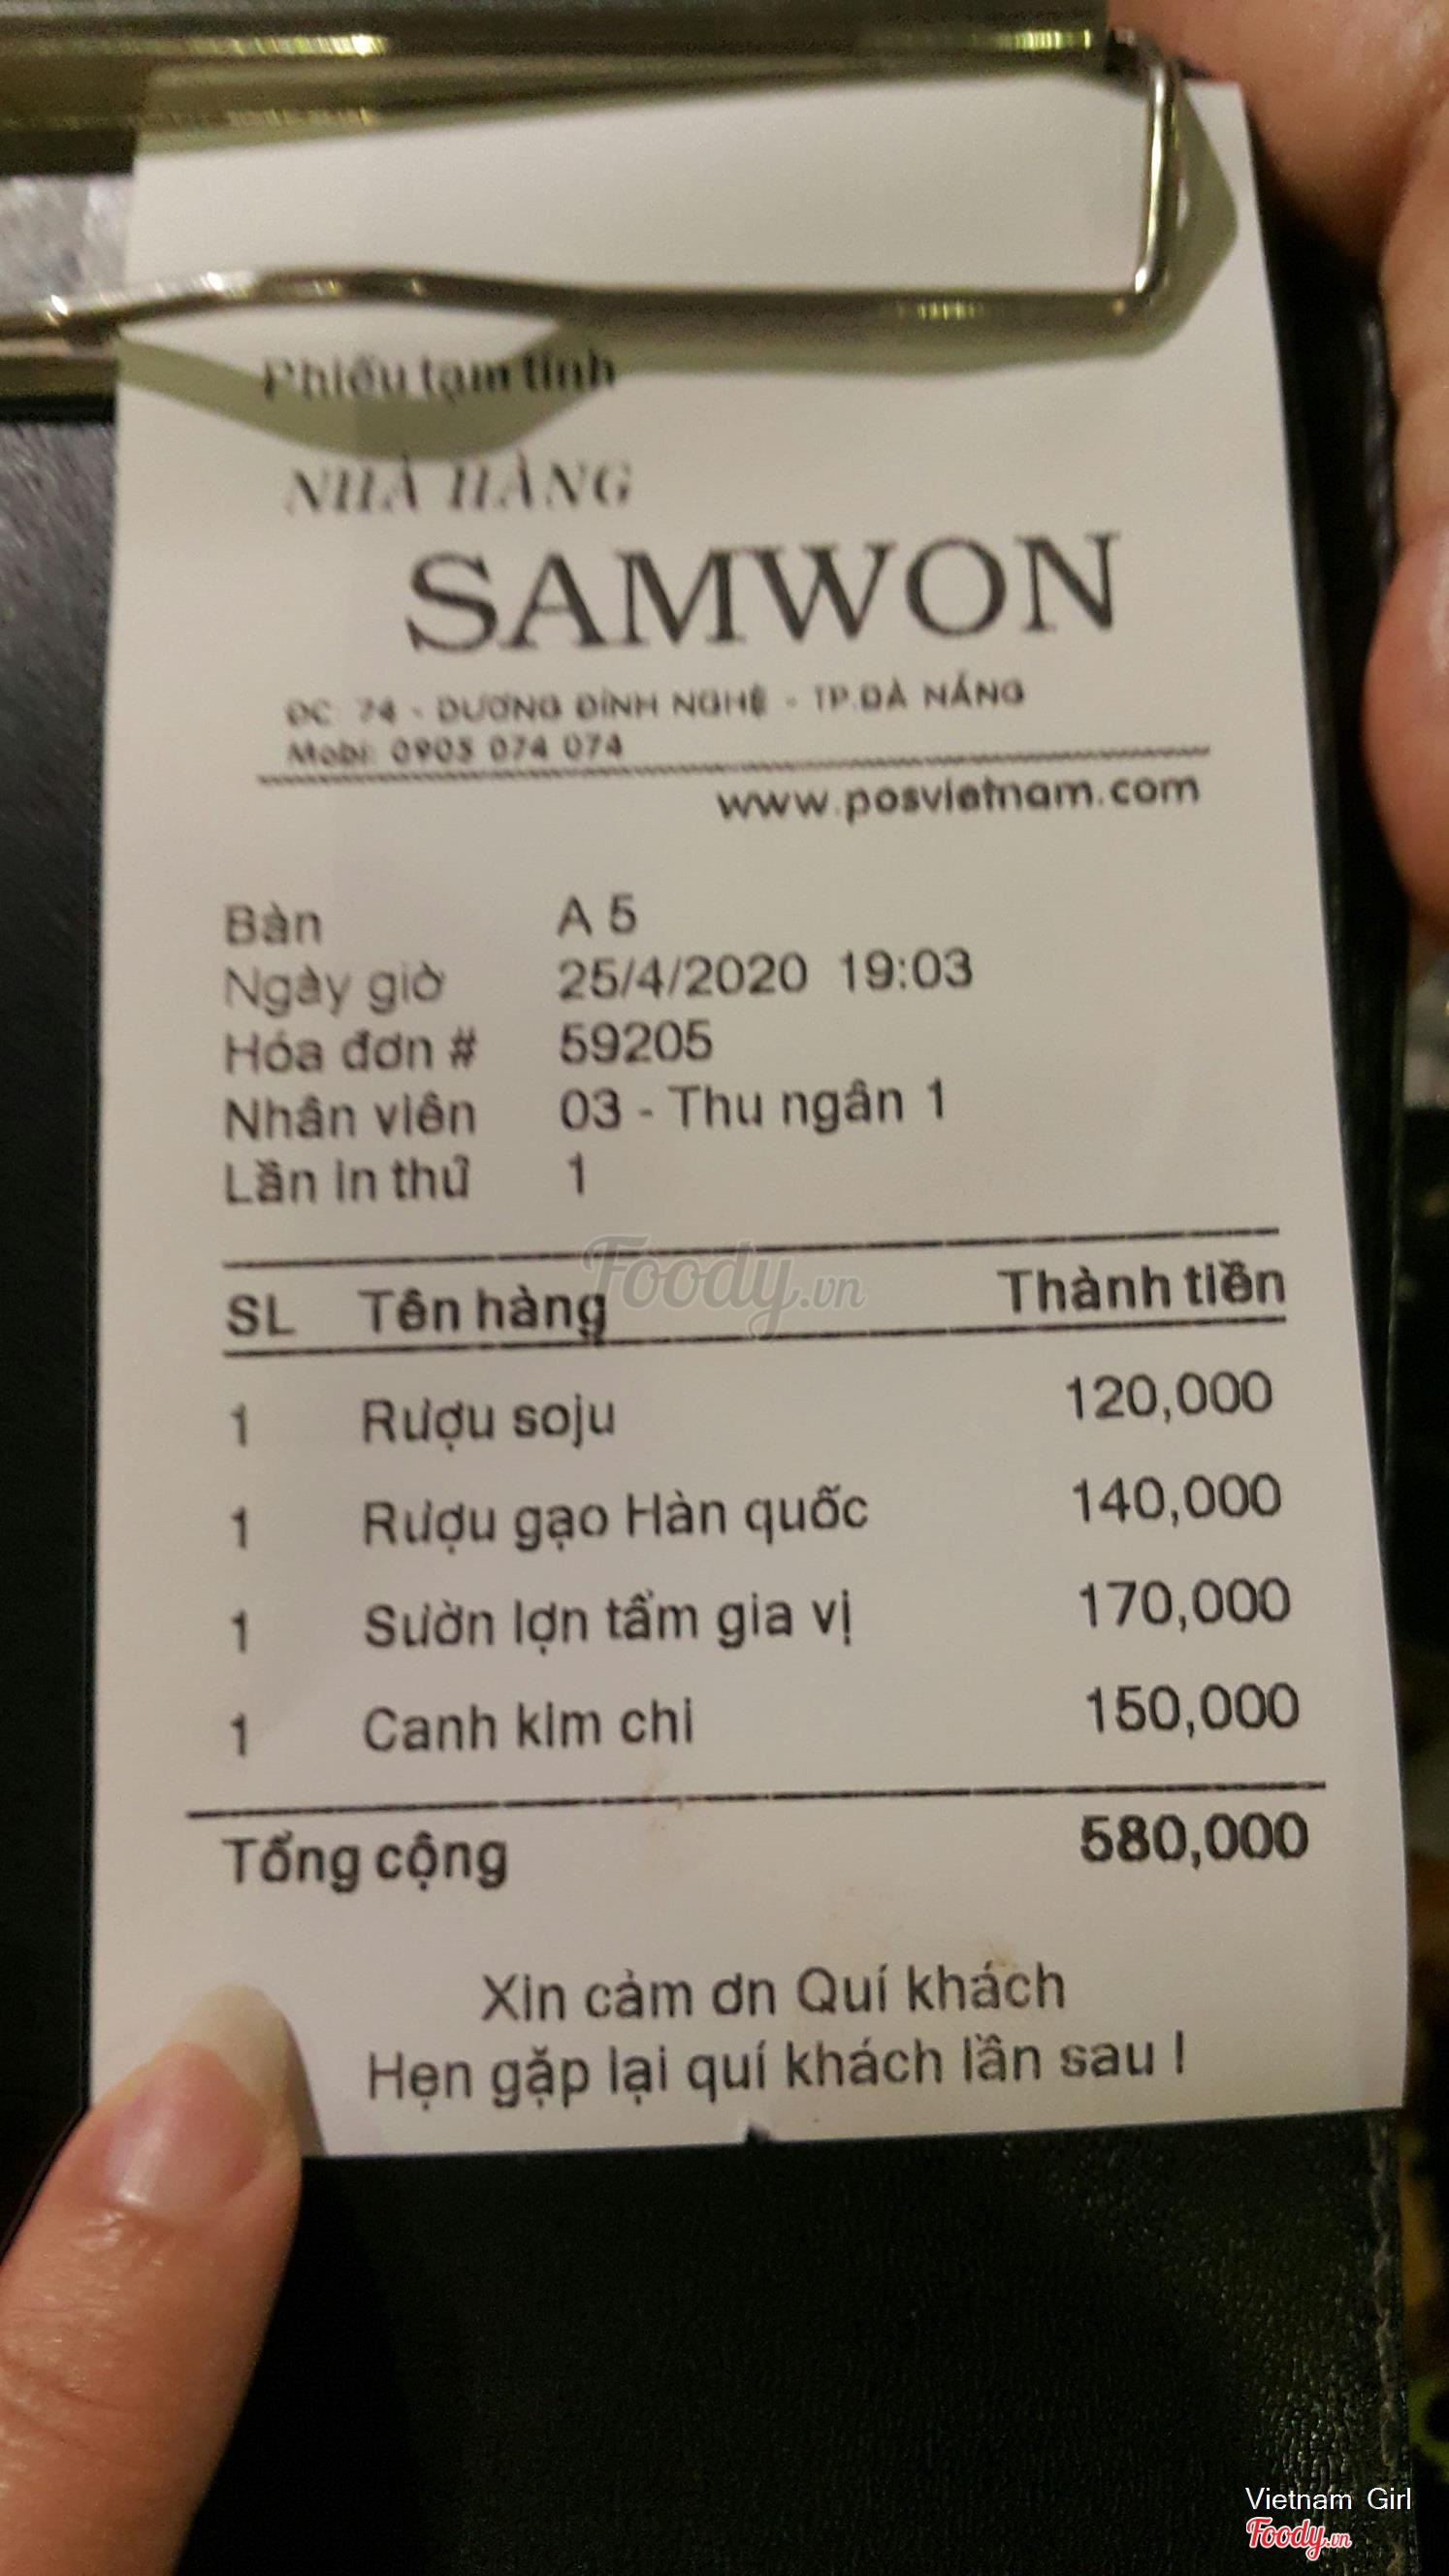 Phiếu tạm tính
NHÀ HÀNG
SAMWON
ĐC: 74 - DƯƠNG ĐÌNH NGHỆ - TP.ĐÀ NẴNG
Mobi: 0905 074 074
www.posvietnam.com
Bàn A 5
Ngày giờ 25/4/2020 19:03
Hóa đơn # 59205
Nhân viên 03 - Thu ngân 1
Lần in thứ 1
Foody.vn
SL Tên hàng Thành tiền
1 Rượu soju 120,000
1 Rượu gạo Hàn quốc 140,000
1 Sườn lợn tẩm gia vị 170,000
1 Canh kim chi 150,000
Tổng cộng 580,000
Xin cảm ơn Quí khách
Hẹn gặp lại quí khách lần sau !
Vietnam Girl
Foody.vn